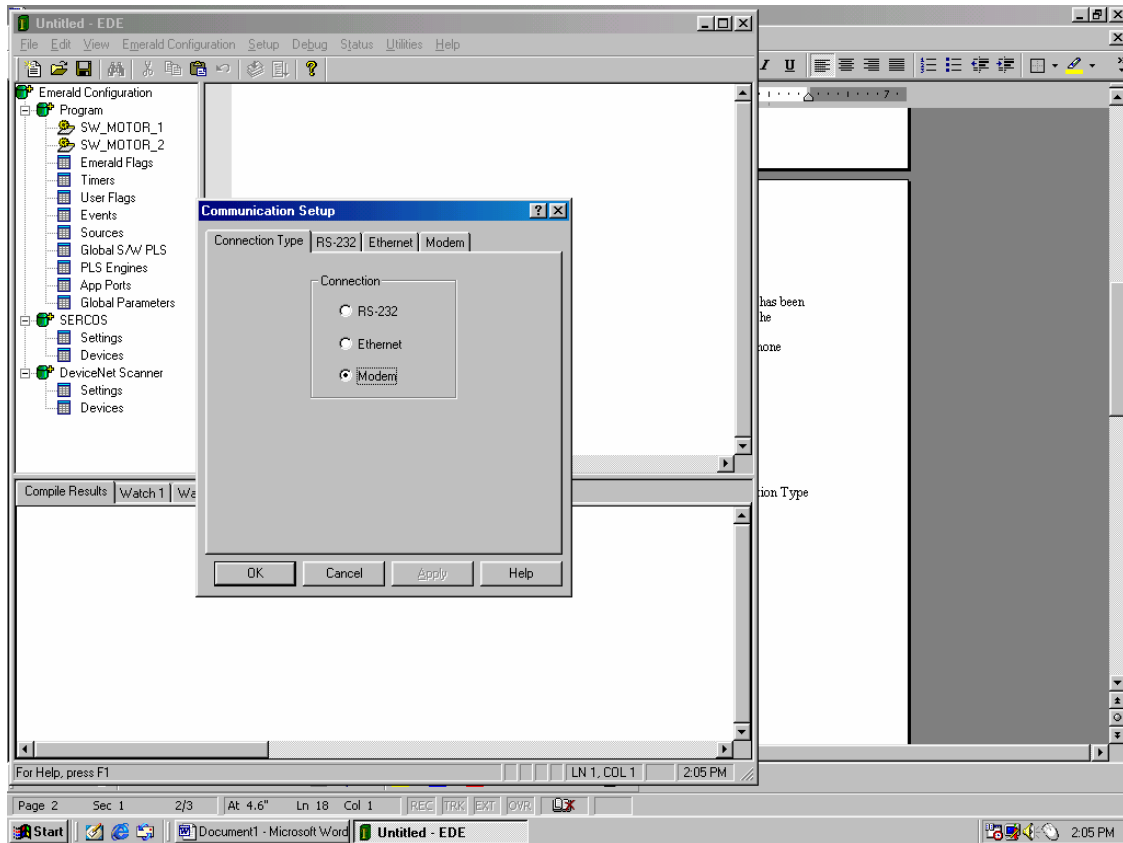 Untitled - EDE
File Edit View Emerald Configuration Setup Debug Status Utilities Help
I U
7
Emerald Configuration
Program
SW_MOTOR_1
SW_MOTOR_2
Emerald Flags
Timers
User Flags
Events
Sources
Global S/W PLS
PLS Engines
App Ports
Global Parameters
SERCOS
Settings
Devices
DeviceNet Scanner
Settings
Devices
Communication Setup
Connection Type RS-232 Ethernet Modem
Connection
RS-232
Ethernet
Modem
OK Cancel Apply Help
has been
he
hone
tion Type
Compile Results Watch 1 Wa
For Help, press F1 LN 1, COL 1 2:05 PM
Page 2 Sec 1 2/3 At 4.6" Ln 18 Col 1 REC TRK EXT OVR
Start Document1 - Microsoft Word Untitled - EDE 2:05 PM